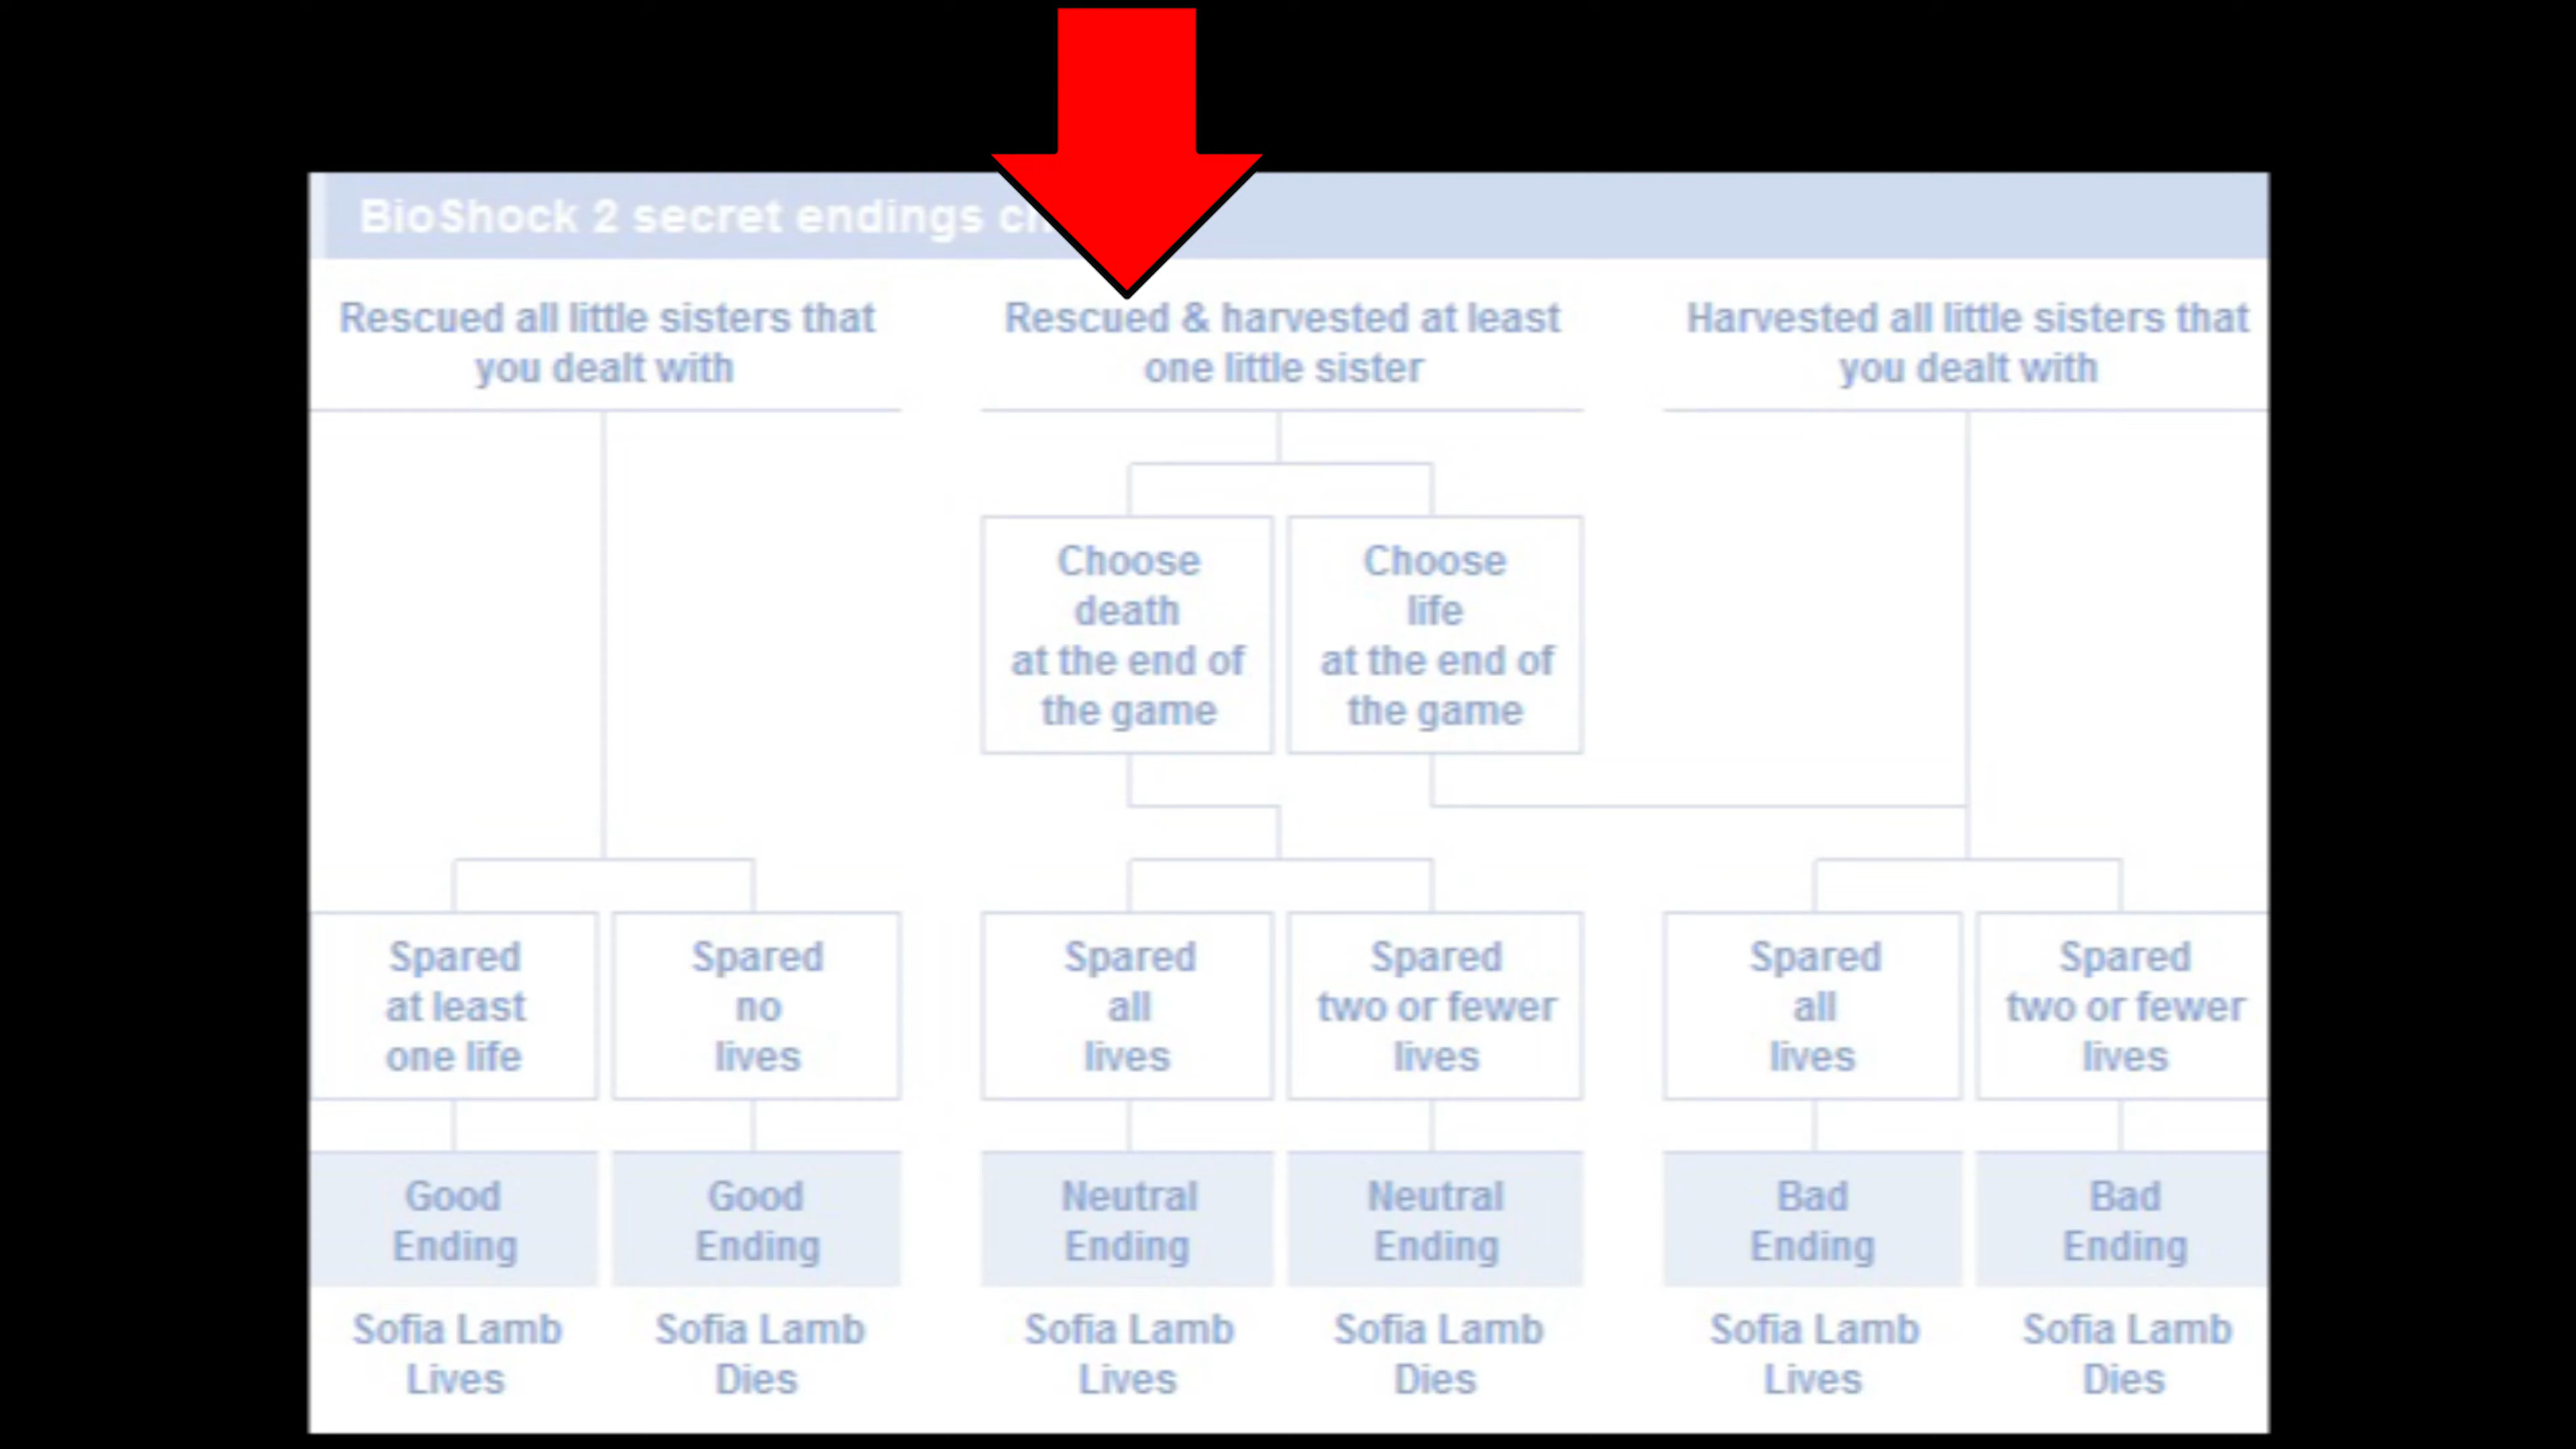 BioShock 2 secret endings
Rescued all little sisters that
you dealt with
Rescued & harvested at least
one little sister
Harvested all little sisters that
you dealt with
Choose
death
at the end of
the game
Choose
life
at the end of
the game
Spared
at least
one life
Spared
no
lives
Spared
all
lives
Spared
two or fewer
lives
Spared
all
lives
Spared
two or fewer
lives
Good
Ending
Good
Ending
Neutral
Ending
Neutral
Ending
Bad
Ending
Bad
Ending
Sofia Lamb
Lives
Sofia Lamb
Dies
Sofia Lamb
Lives
Sofia Lamb
Dies
Sofia Lamb
Lives
Sofia Lamb
Dies